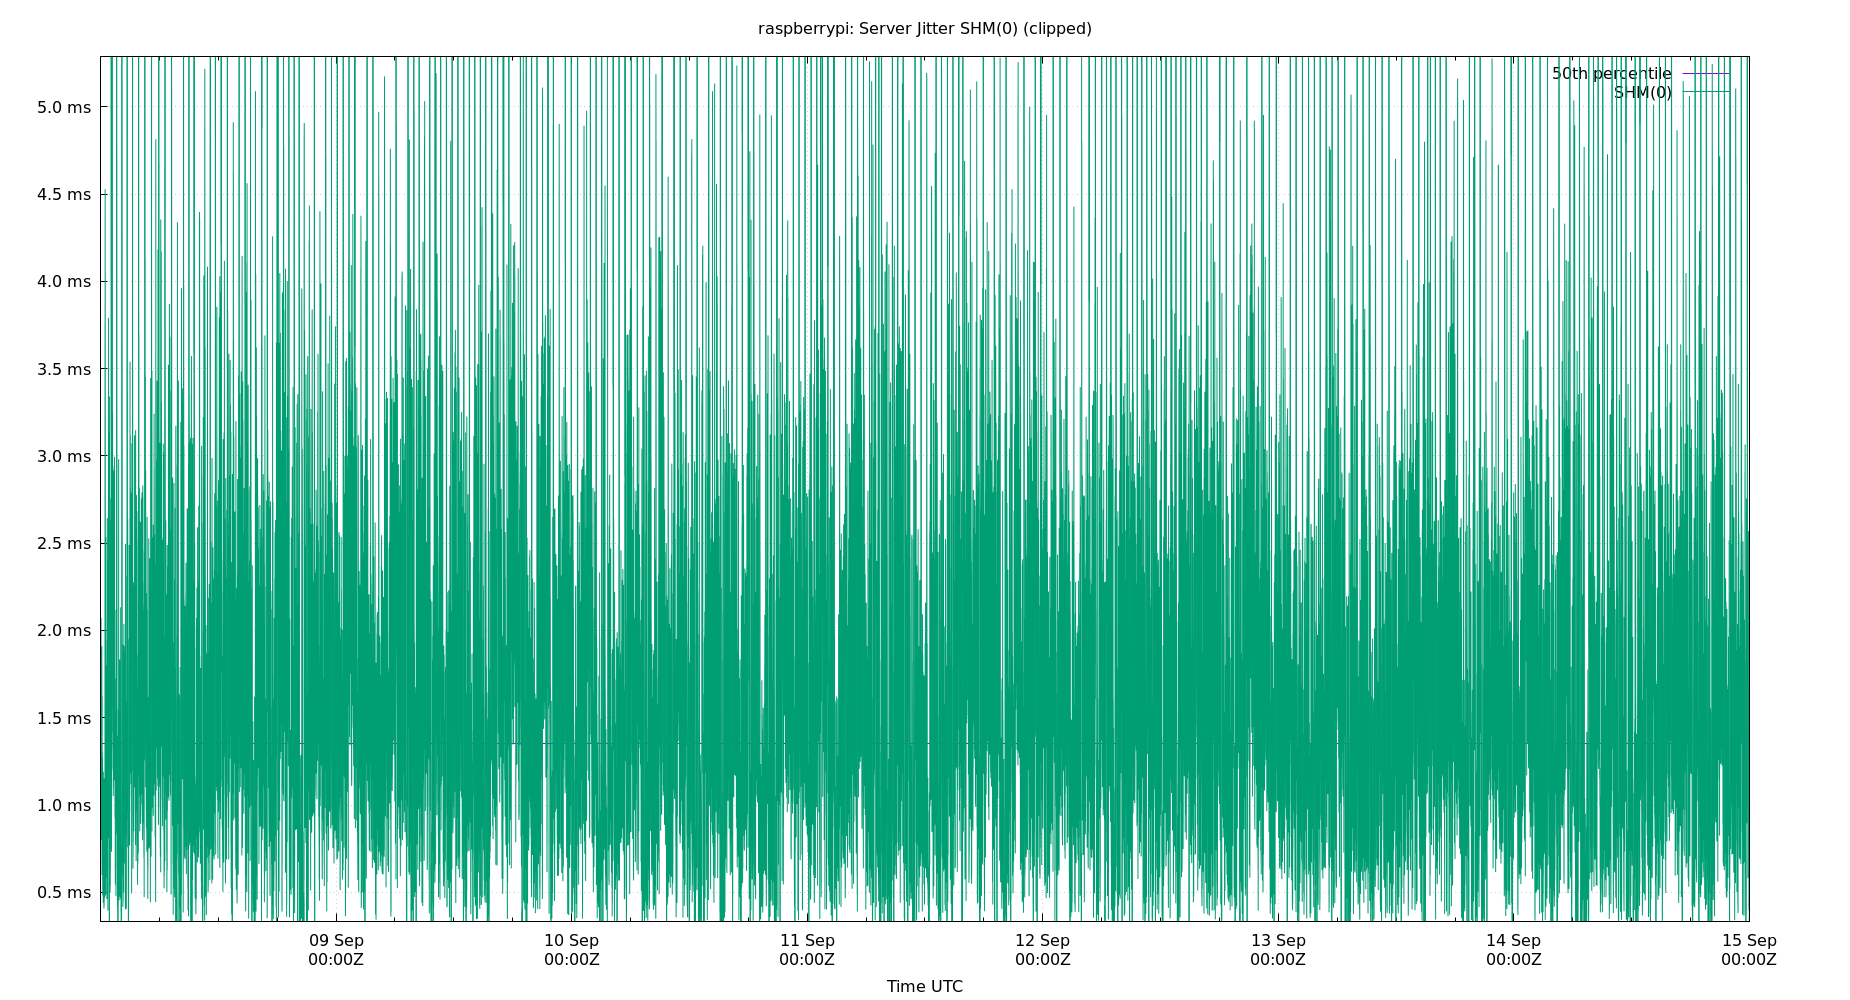 raspberrypi: Server Jitter SHM(0) (clipped)
50th percentile
SHM(0)
5.0 ms
4.5 ms
4.0 ms
3.5 ms
3.0 ms
2.5 ms
2.0 ms
1.5 ms
1.0 ms
0.5 ms
09 Sep 10 Sep 11 Sep 12 Sep 13 Sep 14 Sep 15 Sep
00:00Z 00:00Z 00:00Z 00:00Z 00:00Z 00:00Z 00:00Z
Time UTC